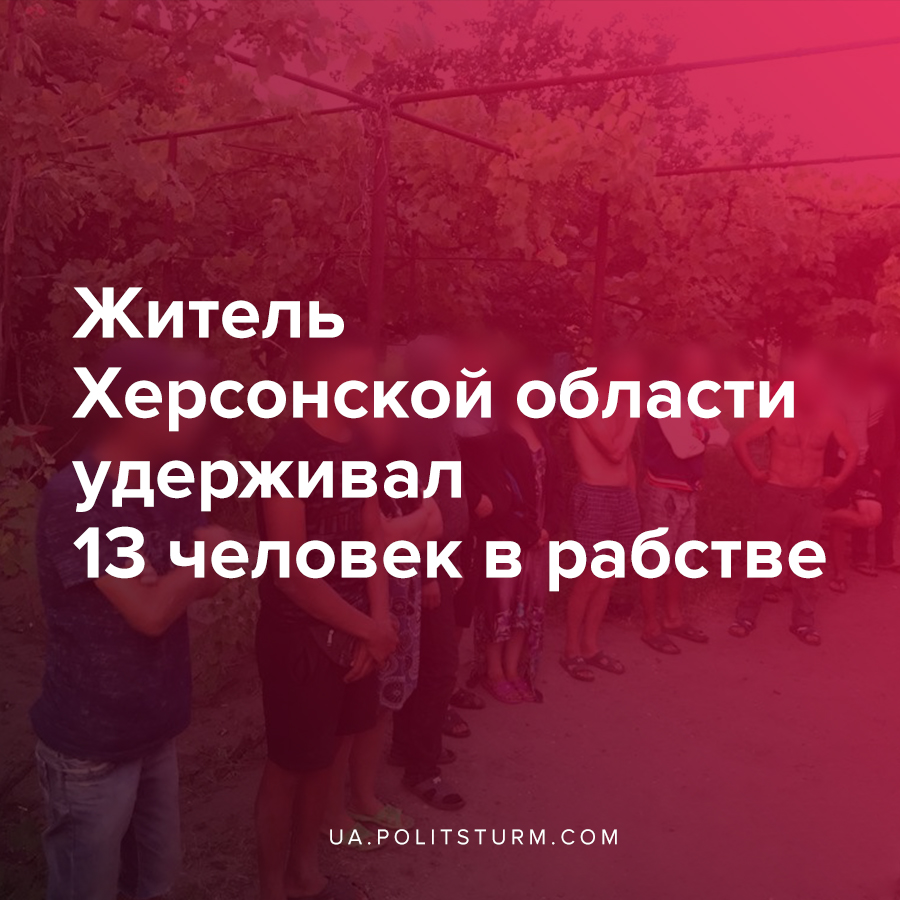 Житель
Херсонской области
удерживал
13 человек в рабстве
UA.POLITSTURM.COM